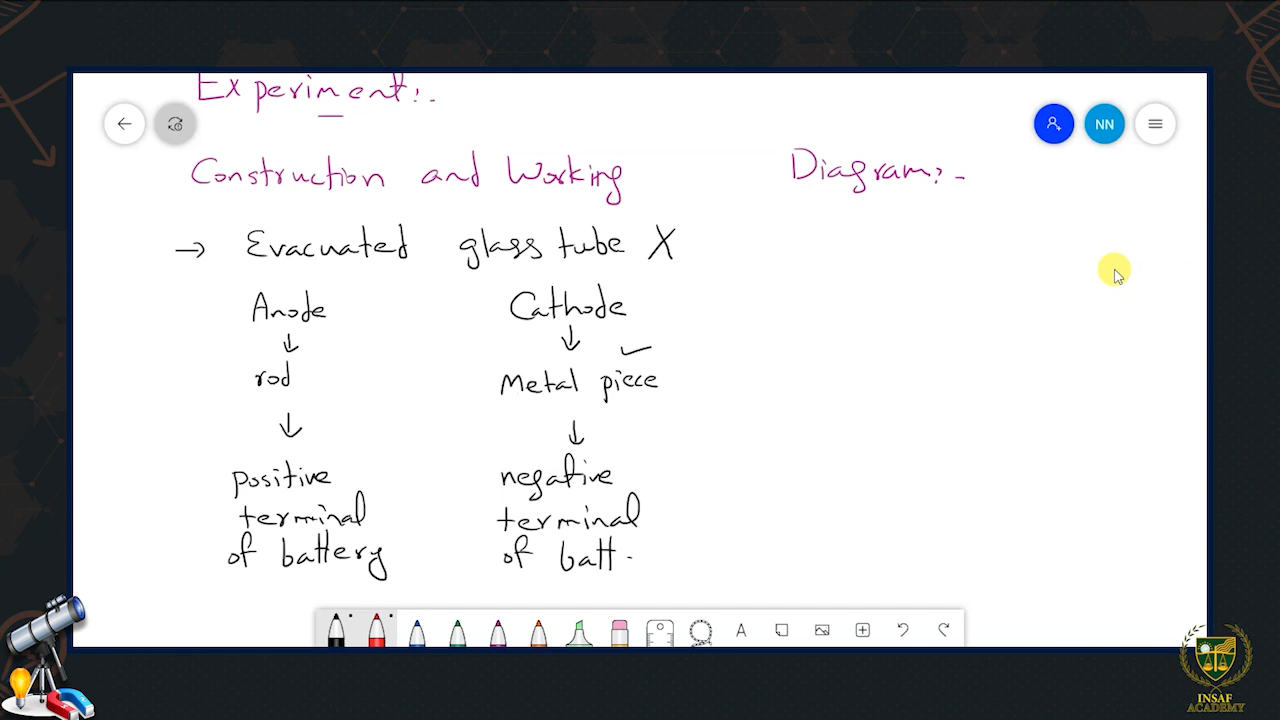 Experiment:.
Construction and Working
Diagram:-
→ Evacuated glass tube X
Anode
↓
rod
↓
positive
terminal
of battery
Cathode
↓
Metal piece
↓
negative
terminal
of batt.
NN
A
INSAF
ACADEMY